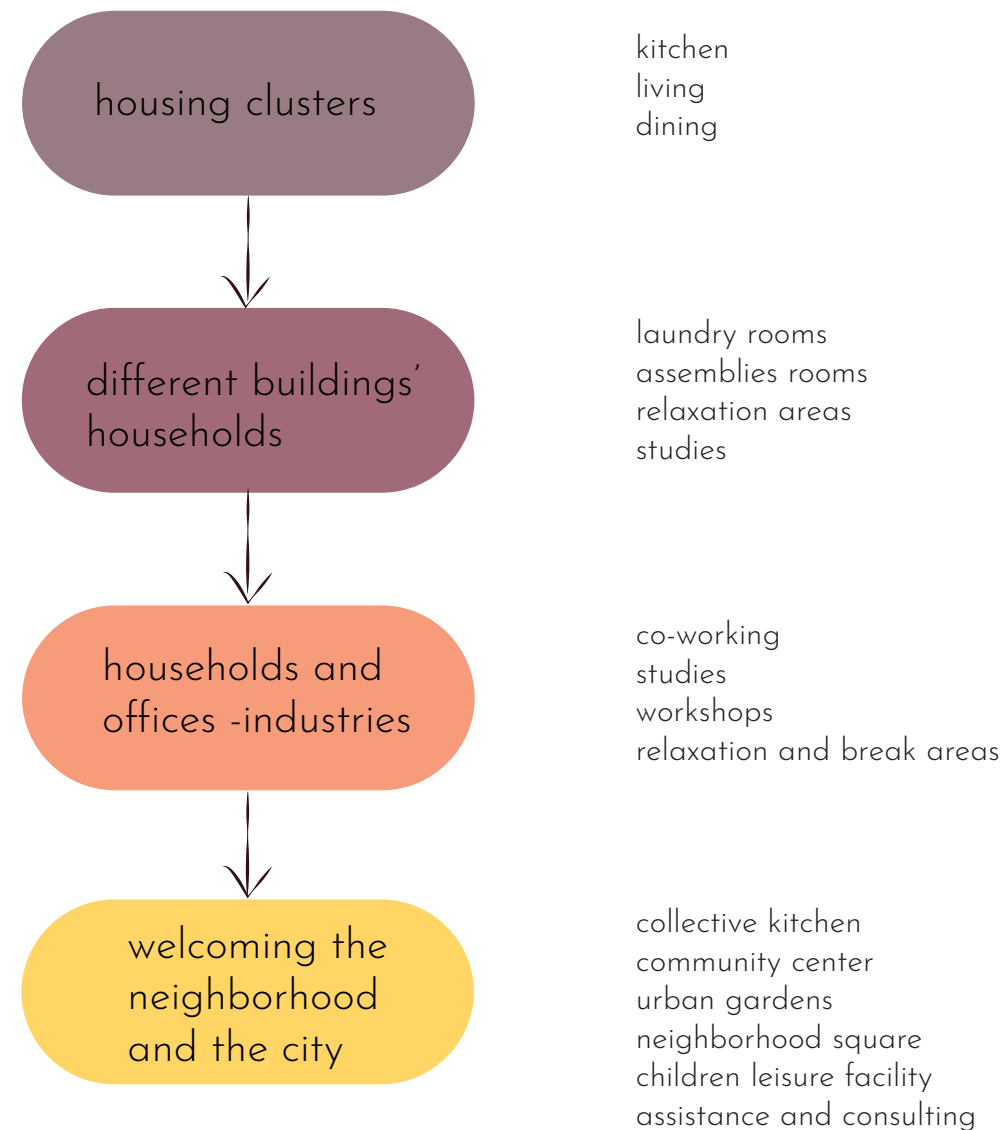 housing clusters
kitchen
living
dining
different buildings’
households
laundry rooms
assemblies rooms
relaxation areas
studies
households and
offices -industries
co-working
studies
workshops
relaxation and break areas
welcoming the
neighborhood
and the city
collective kitchen
community center
urban gardens
neighborhood square
children leisure facility
assistance and consulting